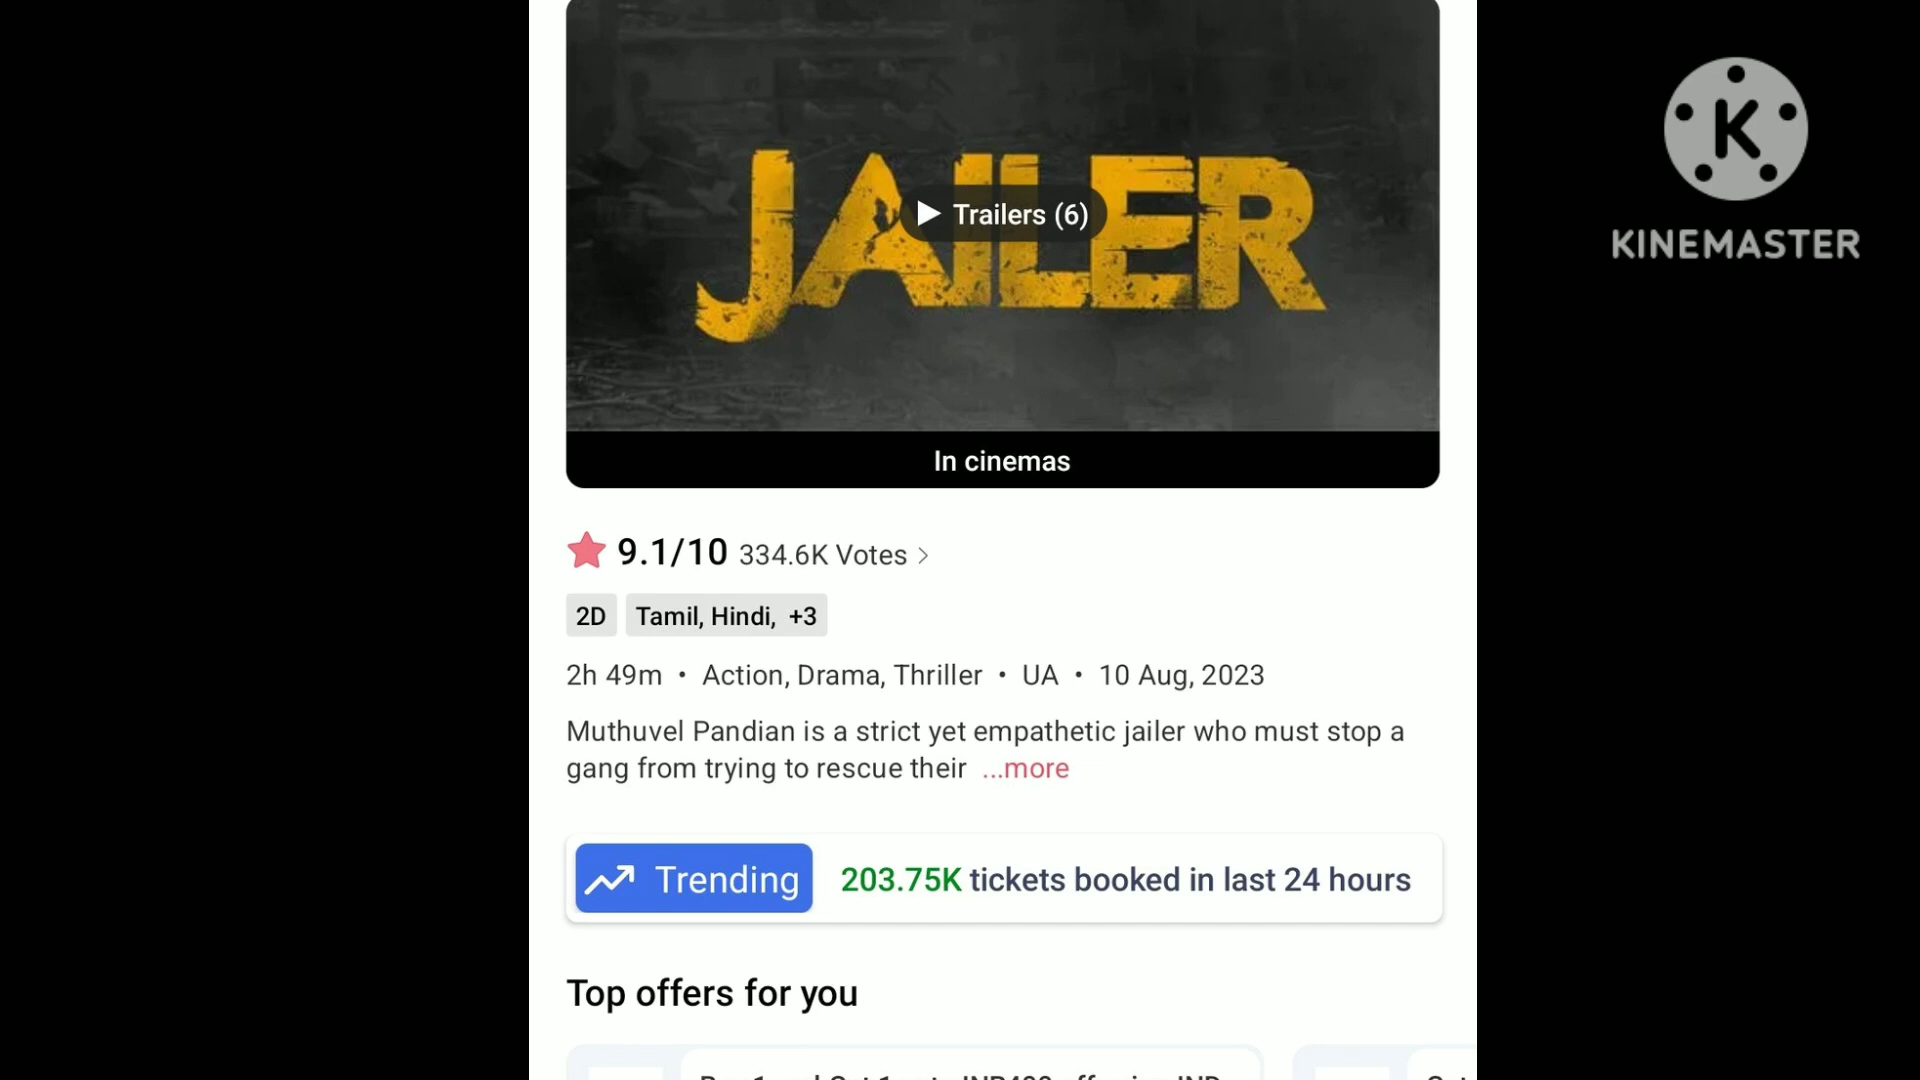 JAILER
Trailers (6)
In cinemas
9.1/10 334.6K Votes
2D Tamil, Hindi, +3
2h 49m • Action, Drama, Thriller • UA • 10 Aug, 2023
Muthuvel Pandian is a strict yet empathetic jailer who must stop a
gang from trying to rescue their ...more
Trending 203.75K tickets booked in last 24 hours
Top offers for you
K
KINEMASTER